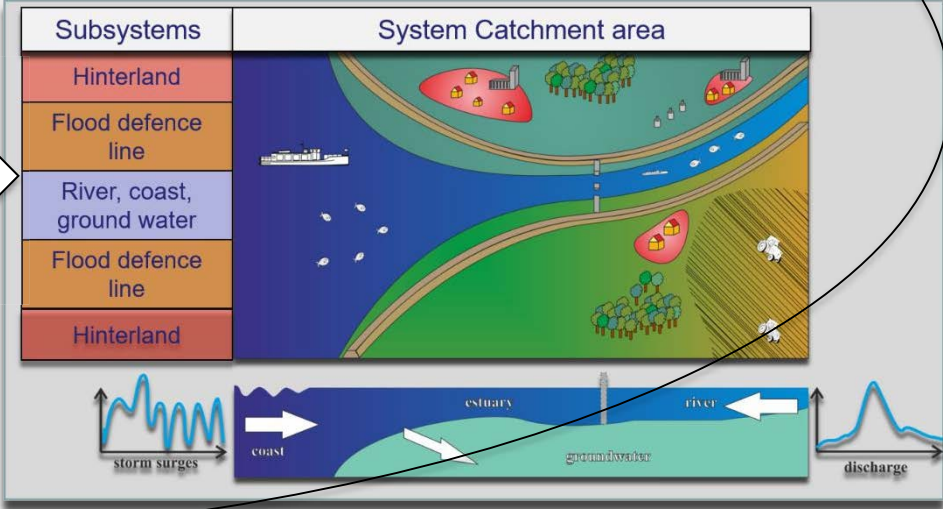 Subsystems
System Catchment area
Hinterland
Flood defence
line
River, coast,
ground water
Flood defence
line
Hinterland
storm surges
coast
estuary
river
groundwater
discharge